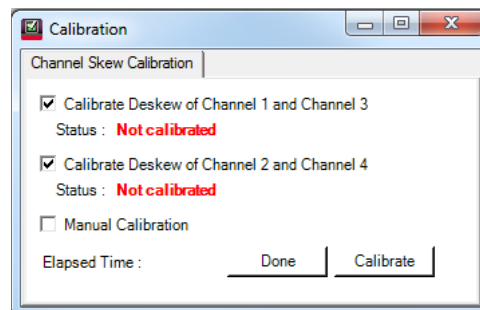 Calibration
Channel Skew Calibration
Calibrate Deskew of Channel 1 and Channel 3
Status : Not calibrated
Calibrate Deskew of Channel 2 and Channel 4
Status : Not calibrated
Manual Calibration
Elapsed Time : Done Calibrate